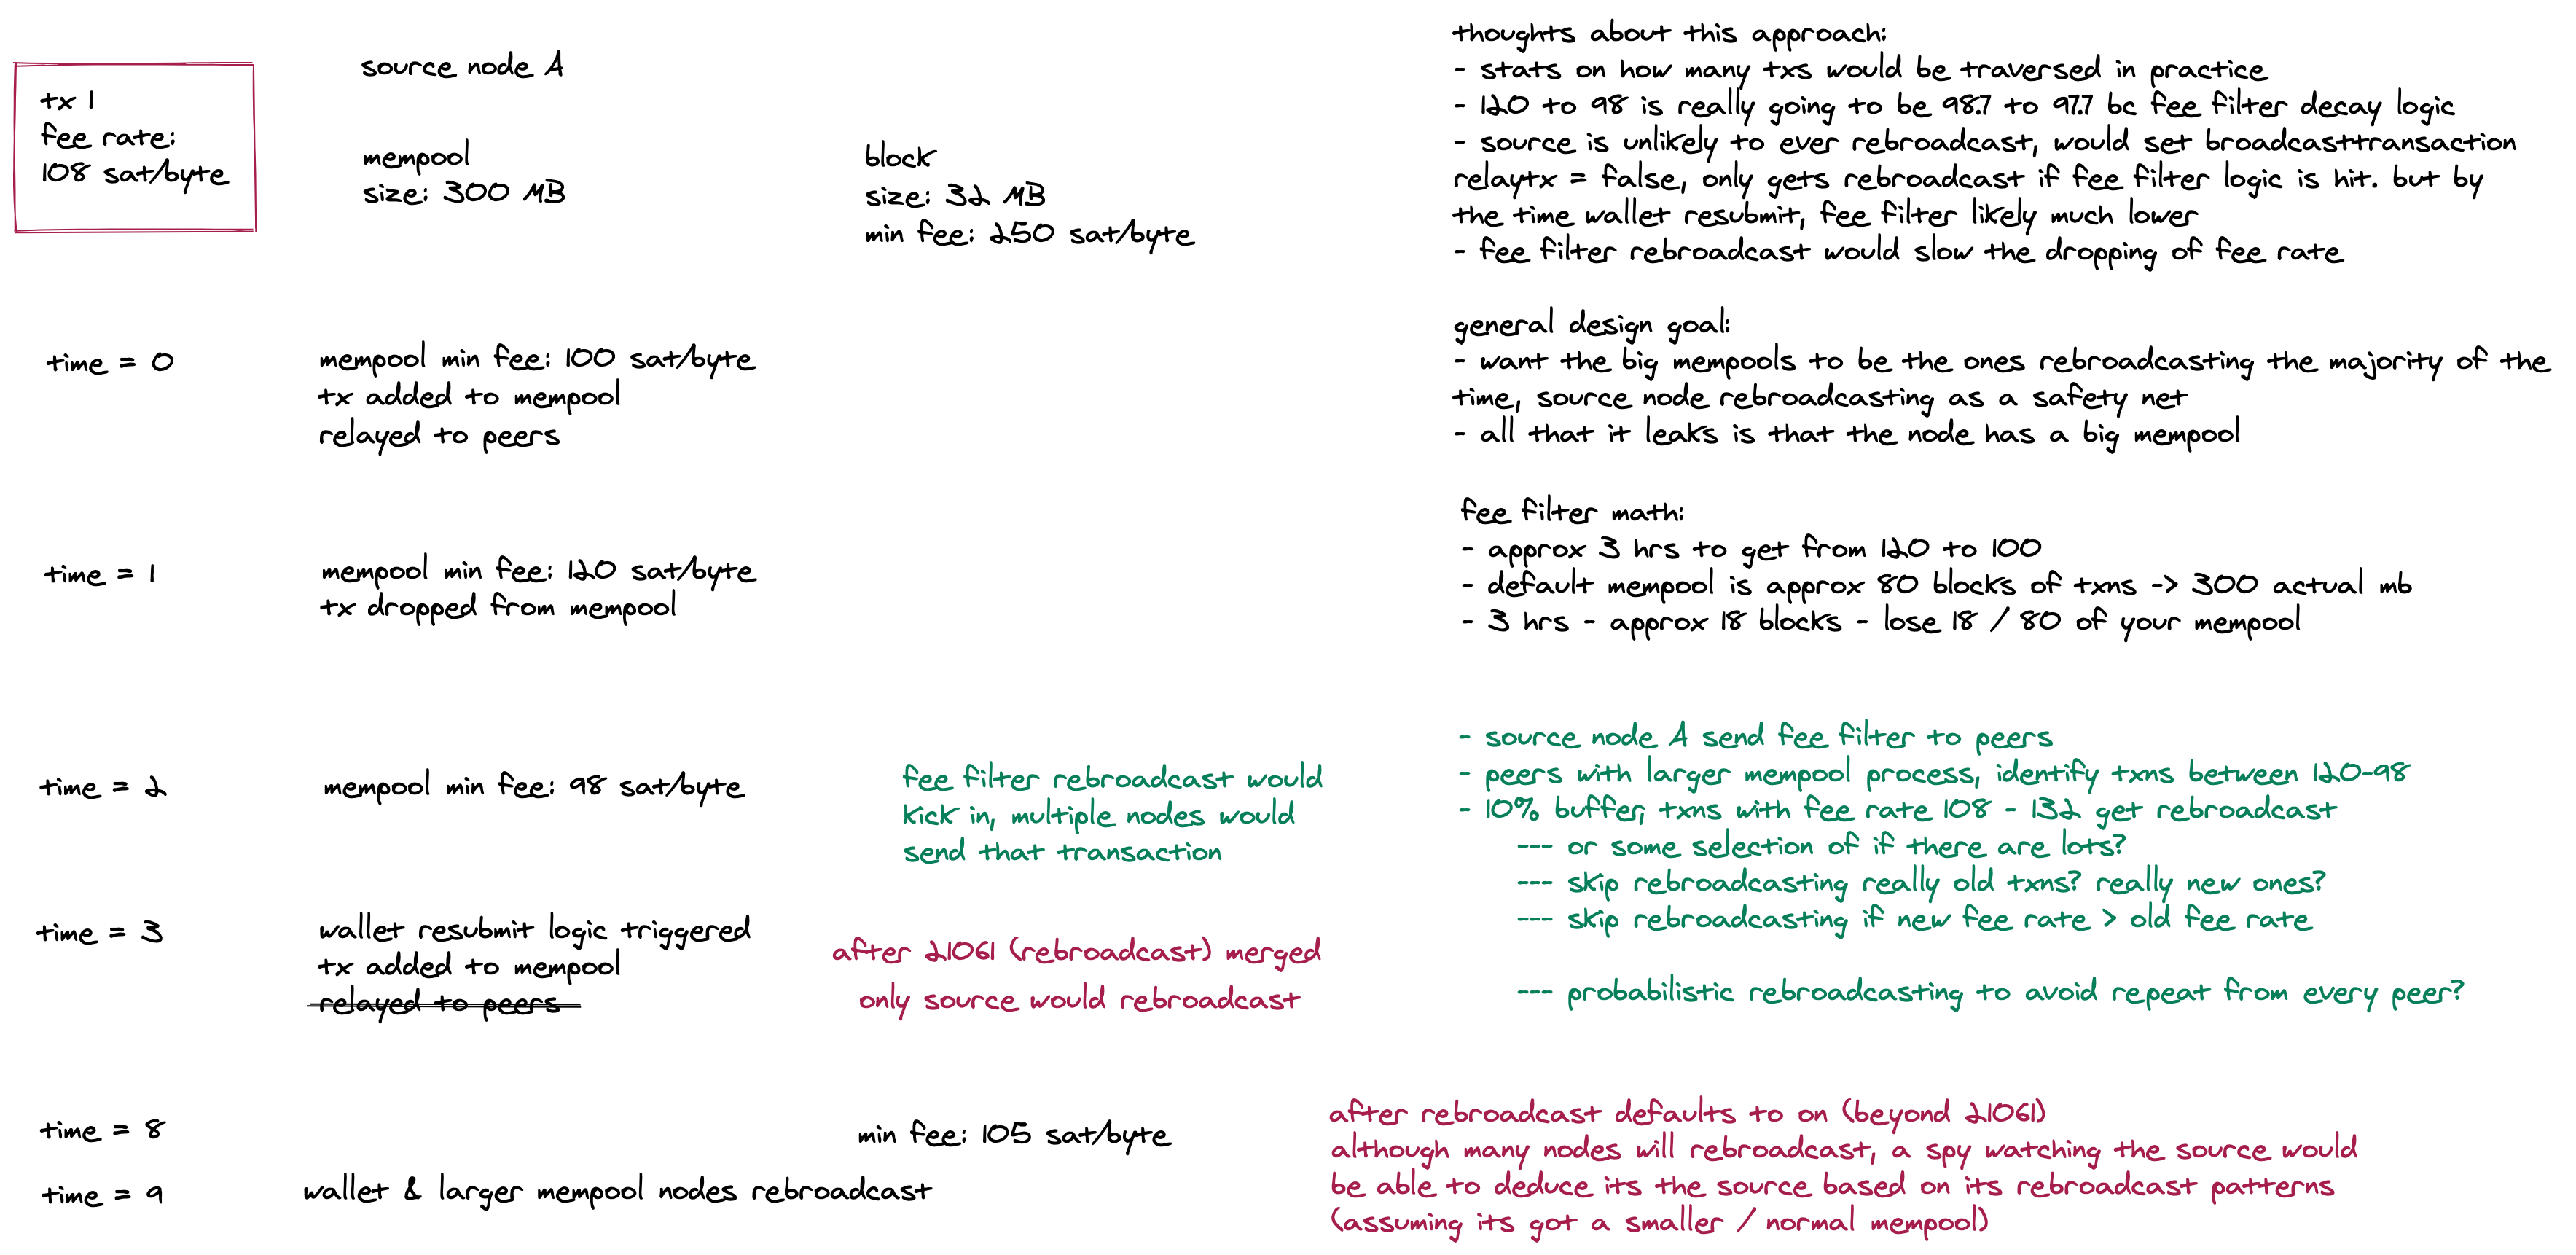 tx 1
fee rate:
108 sat/byte
source node A
mempool
size: 300 MB
block
size: 32 MB
min fee: 250 sat/byte
thoughts about this approach:
- stats on how many txs would be traversed in practice
- 120 to 98 is really going to be 98.7 to 97.7 bc fee filter decay logic
- source is unlikely to ever rebroadcast, would set broadcasttransaction
relaytx = false, only gets rebroadcast if fee filter logic is hit. but by
the time wallet resubmit, fee filter likely much lower
- fee filter rebroadcast would slow the dropping of fee rate
general design goal:
- want the big mempools to be the ones rebroadcasting the majority of the
time, source node rebroadcasting as a safety net
- all that it leaks is that the node has a big mempool
time = 0
mempool min fee: 100 sat/byte
tx added to mempool
relayed to peers
fee filter math:
- approx 3 hrs to get from 120 to 100
- default mempool is approx 80 blocks of txns -> 300 actual mb
- 3 hrs - approx 18 blocks - lose 18 / 80 of your mempool
time = 1
mempool min fee: 120 sat/byte
tx dropped from mempool
time = 2
mempool min fee: 98 sat/byte
fee filter rebroadcast would
kick in, multiple nodes would
send that transaction
- source node A send fee filter to peers
- peers with larger mempool process, identify txns between 120-98
- 10% buffer, txns with fee rate 108 - 132 get rebroadcast
--- or some selection of if there are lots?
--- skip rebroadcasting really old txns? really new ones?
--- skip rebroadcasting if new fee rate > old fee rate
--- probabilistic rebroadcasting to avoid repeat from every peer?
time = 3
wallet resubmit logic triggered
tx added to mempool
relayed to peers
after 21061 (rebroadcast) merged
only source would rebroadcast
time = 8
min fee: 105 sat/byte
time = 9
wallet & larger mempool nodes rebroadcast
after rebroadcast defaults to on (beyond 21061)
although many nodes will rebroadcast, a spy watching the source would
be able to deduce its the source based on its rebroadcast patterns
(assuming its got a smaller / normal mempool)